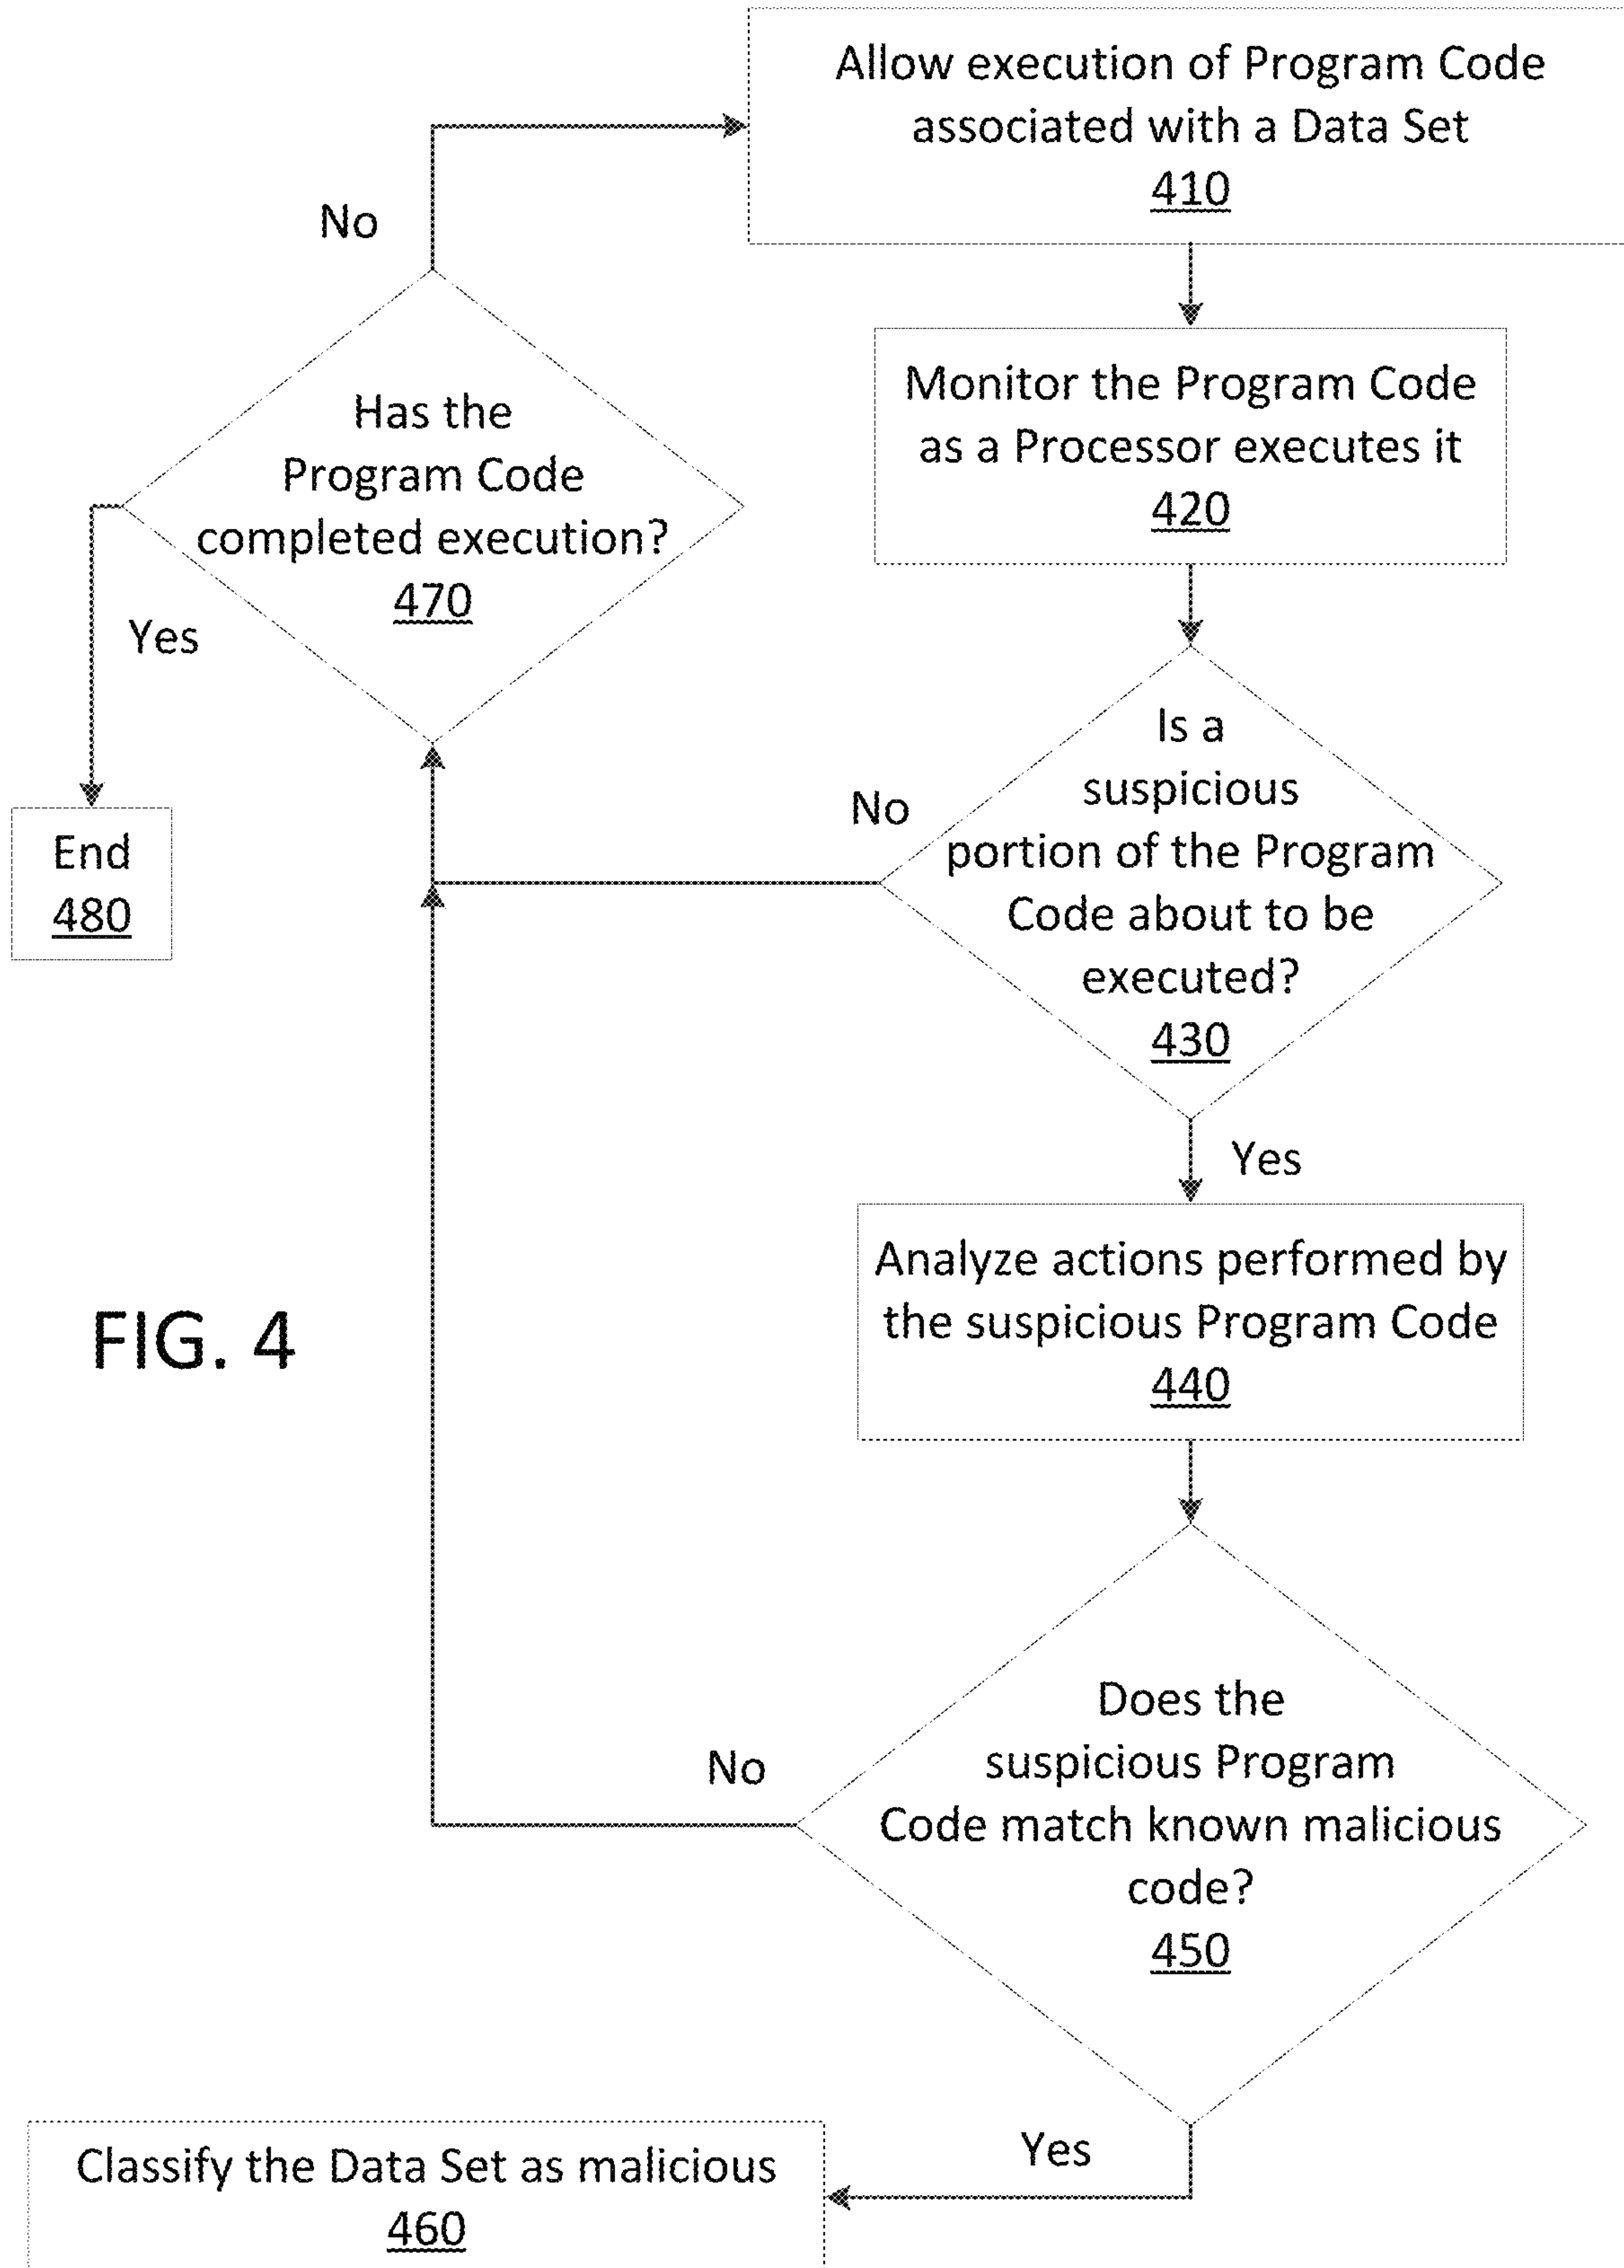 Allow execution of Program Code
associated with a Data Set
410
No
Monitor the Program Code
as a Processor executes it
420
Has the
Program Code
completed execution?
470
Yes
Is a
suspicious
portion of the Program
Code about to be
executed?
430
No
End
480
Yes
Analyze actions performed by
the suspicious Program Code
440
FIG. 4
Does the
suspicious Program
Code match known malicious
code?
450
No
Yes
Classify the Data Set as malicious
460